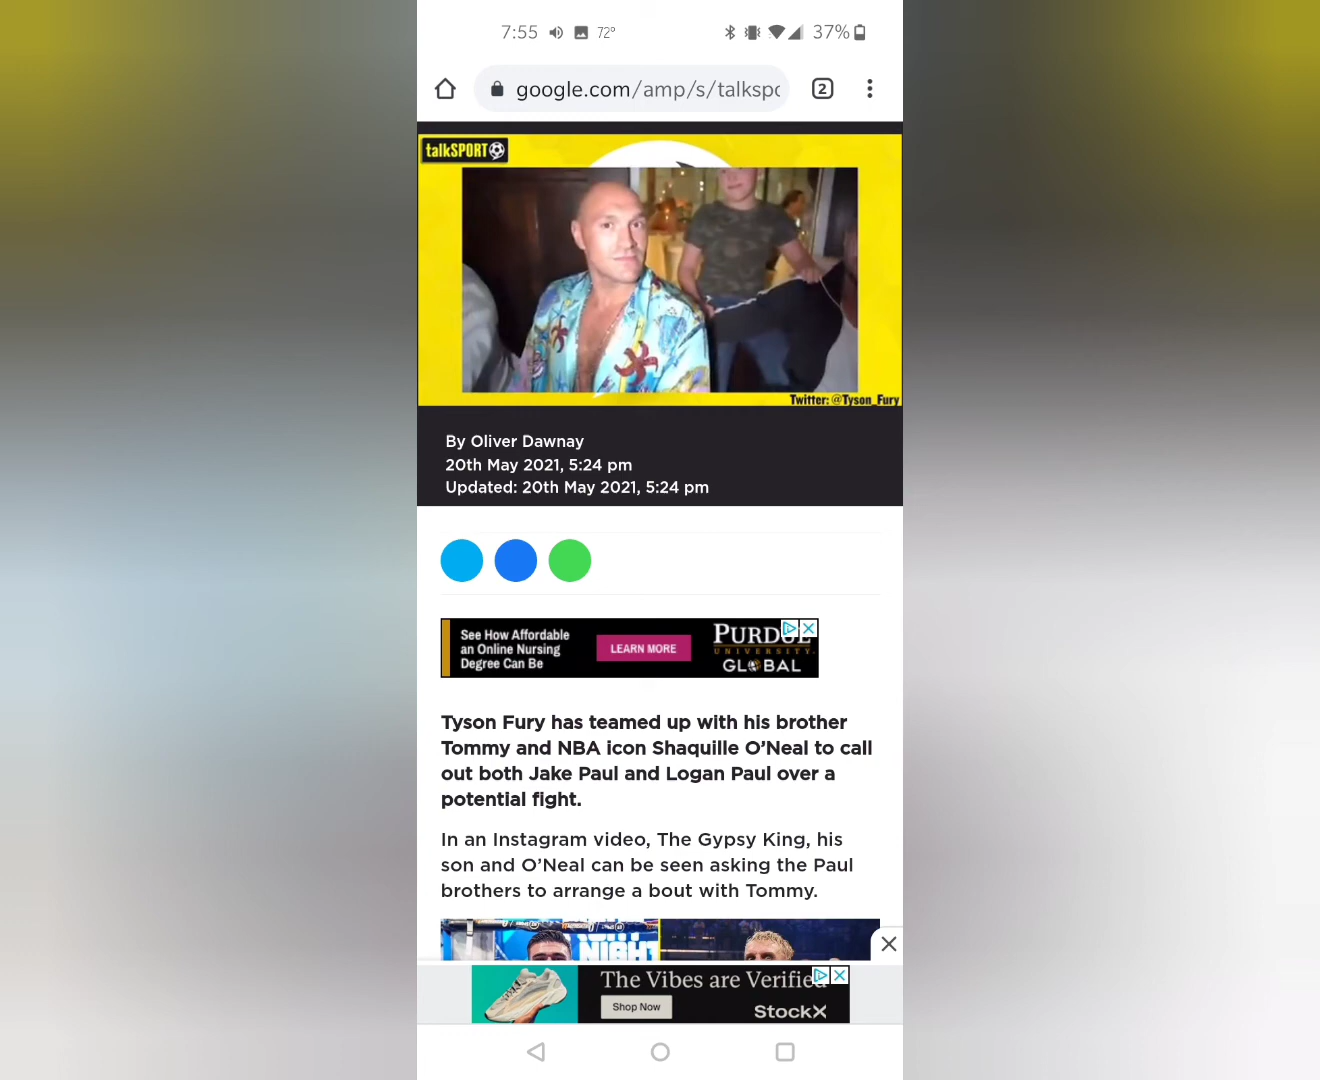 7:55 72° 37%
google.com/amp/s/talkspo
2
talkSPORT
Twitter: @Tyson_Fury
By Oliver Dawnay
20th May 2021, 5:24 pm
Updated: 20th May 2021, 5:24 pm
See How Affordable
an Online Nursing
Degree Can Be
LEARN MORE
PURDUE
UNIVERSITY
GLOBAL
Tyson Fury has teamed up with his brother
Tommy and NBA icon Shaquille O’Neal to call
out both Jake Paul and Logan Paul over a
potential fight.
In an Instagram video, The Gypsy King, his
son and O’Neal can be seen asking the Paul
brothers to arrange a bout with Tommy.
NIGHT
The Vibes are Verified
Shop Now
StockX